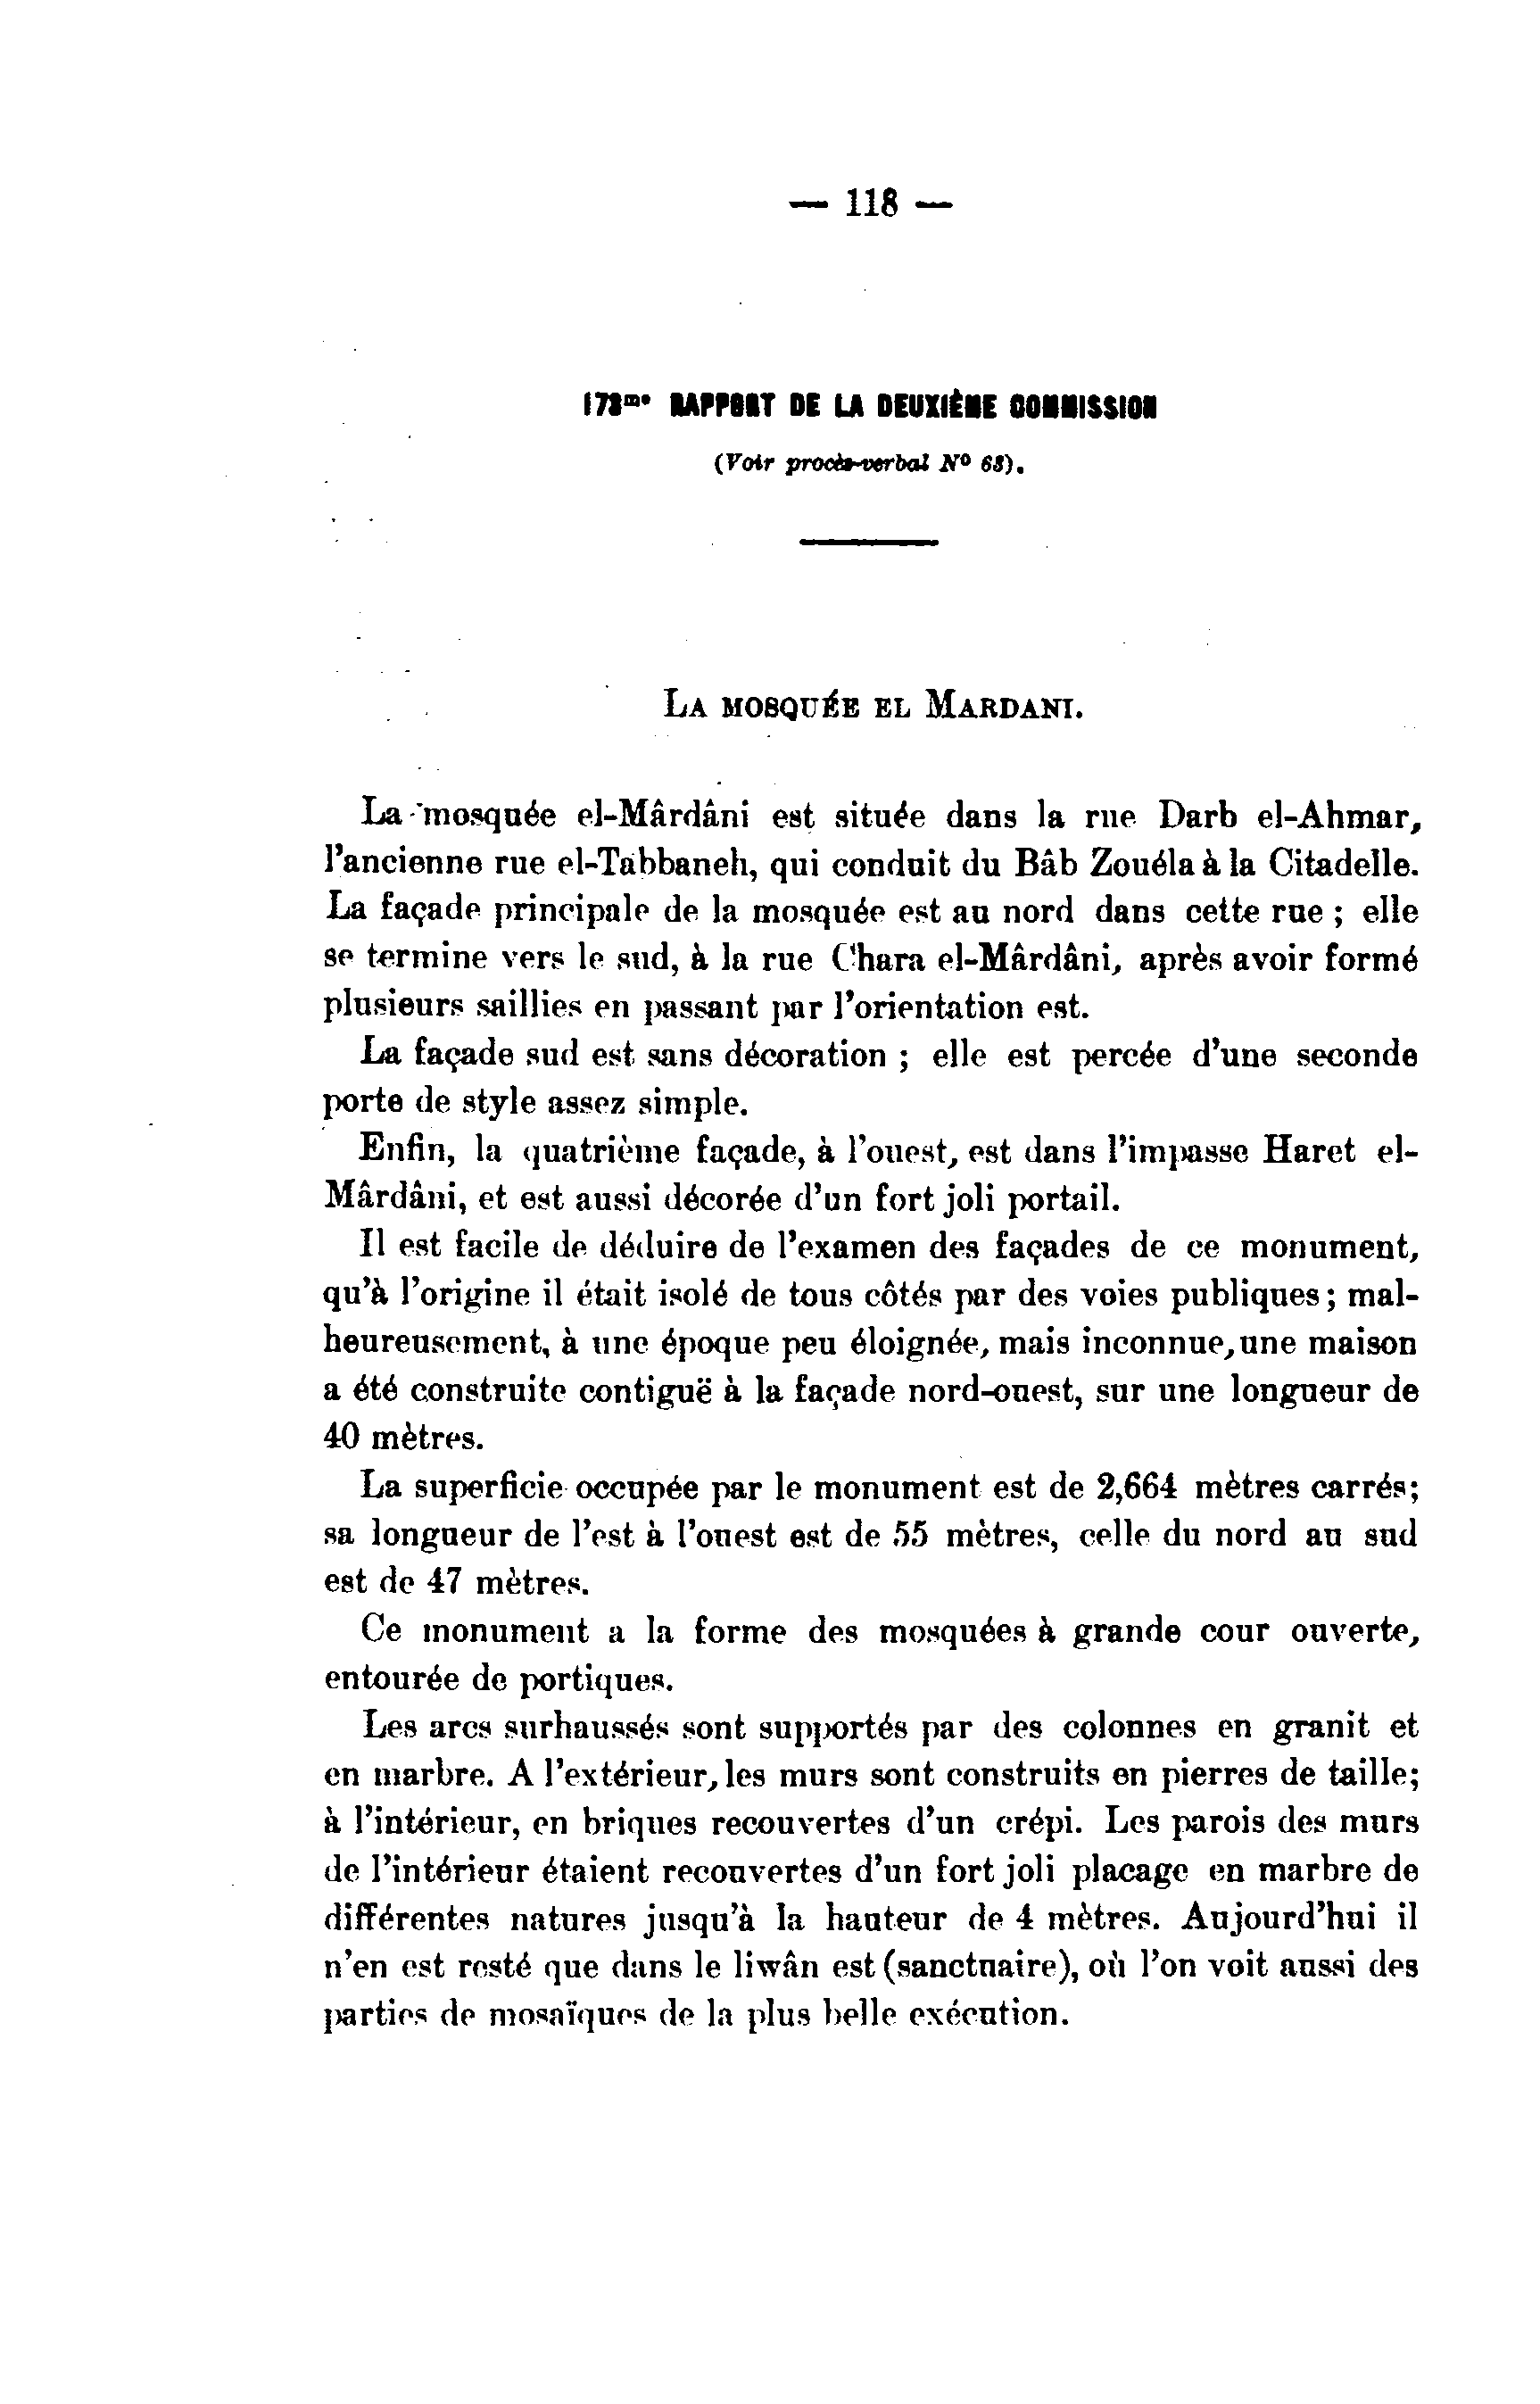 — 118 —
RAPPORT DE LA DEUXIÈME COMMISSION
(Voir procès-verbal Nº
LA MOSQUÉE EL MARDANI.
La mosquée el-Mârdâni est située dans la rue Darb el-Ahmar,
l'ancienne rue el-Tabbaneh, qui conduit du Bâb Zouéla à la Citadelle.
La façade principale de la mosquée est au nord dans cette rue ; elle
se termine vers le sud, à la rue Chara el-Mârdâni, après avoir formé
plusieurs saillies en passant par l'orientation est.
La façade sud est sans décoration ; elle est percée d'une seconde
porte de style assez simple.
Enfin, la quatrième façade, à l'ouest, est dans l'impasse Haret el-
Mârdâni, et est aussi décorée d'un fort joli portail.
Il est facile de déduire de l'examen des façades de ce monument,
qu'à l'origine il était isolé de tous côtés par des voies publiques; mal-
heureusement, à une époque peu éloignée, mais inconnue, une maison
a été construite contiguë à la façade nord-ouest, sur une longueur de
40 mètres.
La superficie occupée par le monument est de 2,664 mètres carrés;
sa longueur de l'est à l'ouest est de 55 mètres, celle du nord au sud
est de 47 mètres.
Ce monument a la forme des mosquées à grande cour ouverte,
entourée de portiques.
Les arcs surhaussés sont supportés par des colonnes en granit et
en marbre. A l'extérieur, les murs sont construits en pierres de taille;
à l'intérieur, en briques recouvertes d'un crépi. Les parois des murs
de l'intérieur étaient recouvertes d'un fort joli placage en marbre de
différentes natures jusqu'à la hauteur de 4 mètres. Aujourd'hui il
n'en est resté que dans le liwân est (sanctuaire), où l'on voit aussi des
parties de mosaïques de la plus belle exécution.